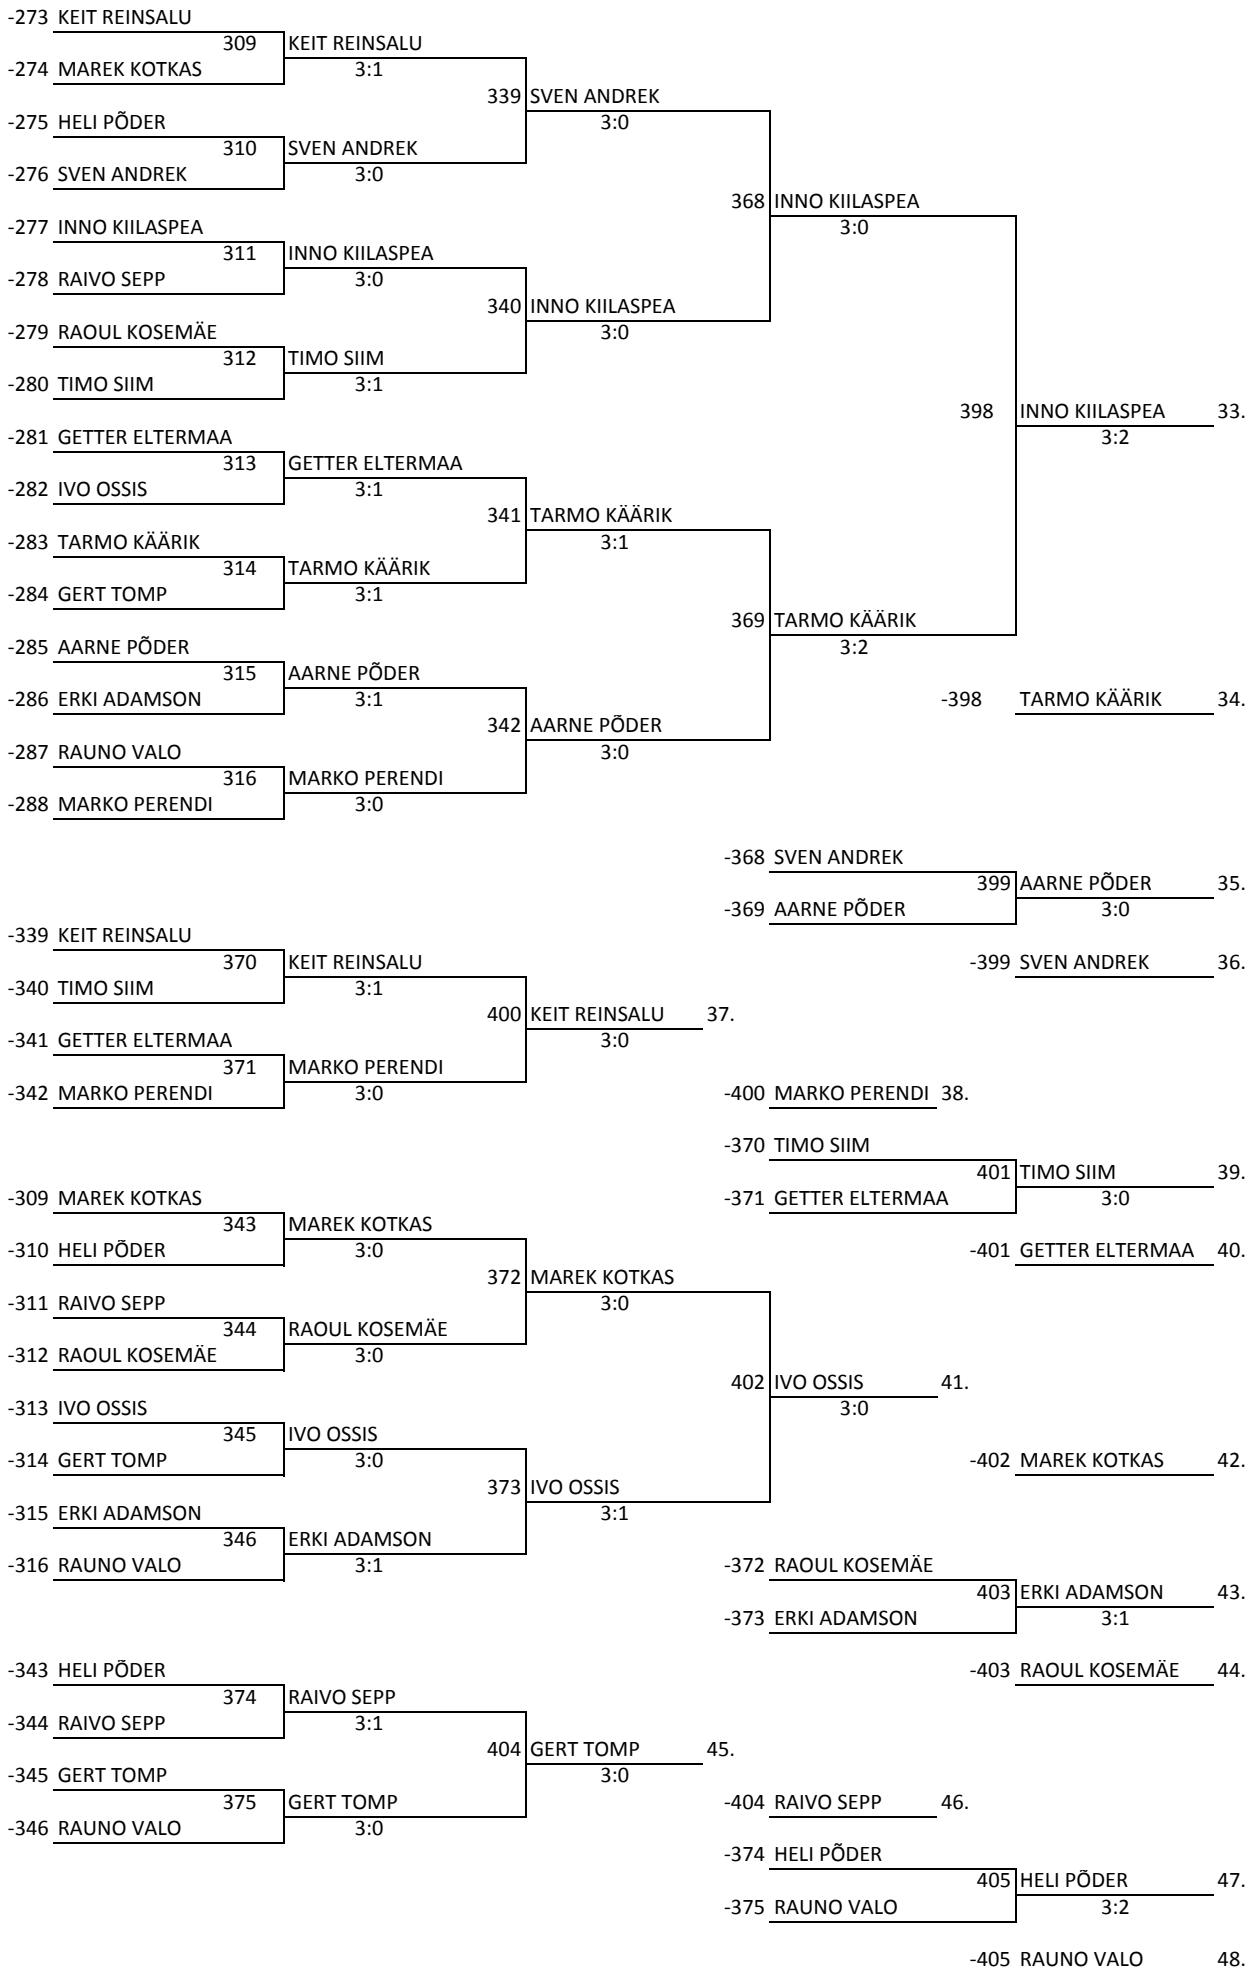 -273 KEIT REINSALU
309 KEIT REINSALU
-274 MAREK KOTKAS 3:1
339 SVEN ANDREK
-275 HELI PÕDER 3:0
310 SVEN ANDREK
-276 SVEN ANDREK 3:0
368 INNO KIILASPEA
-277 INNO KIILASPEA 3:0
311 INNO KIILASPEA
-278 RAIVO SEPP 3:0
340 INNO KIILASPEA
-279 RAOUL KOSEMÄE 3:0
312 TIMO SIIM
-280 TIMO SIIM 3:1
398 INNO KIILASPEA 33.
-281 GETTER ELTERMAA 3:2
313 GETTER ELTERMAA
-282 IVO OSSIS 3:1
341 TARMO KÄÄRIK
-283 TARMO KÄÄRIK 3:1
314 TARMO KÄÄRIK
-284 GERT TOMP 3:1
369 TARMO KÄÄRIK
-285 AARNE PÕDER 3:2
315 AARNE PÕDER
-286 ERKI ADAMSON 3:1 -398 TARMO KÄÄRIK 34.
342 AARNE PÕDER
-287 RAUNO VALO 3:0
316 MARKO PERENDI
-288 MARKO PERENDI 3:0
-368 SVEN ANDREK
399 AARNE PÕDER 35.
-369 AARNE PÕDER 3:0
-339 KEIT REINSALU
370 KEIT REINSALU -399 SVEN ANDREK 36.
-340 TIMO SIIM 3:1
400 KEIT REINSALU 37.
-341 GETTER ELTERMAA 3:0
371 MARKO PERENDI
-342 MARKO PERENDI 3:0 -400 MARKO PERENDI 38.
-370 TIMO SIIM
401 TIMO SIIM 39.
-309 MAREK KOTKAS -371 GETTER ELTERMAA 3:0
343 MAREK KOTKAS
-310 HELI PÕDER 3:0 -401 GETTER ELTERMAA 40.
372 MAREK KOTKAS
-311 RAIVO SEPP 3:0
344 RAOUL KOSEMÄE
-312 RAOUL KOSEMÄE 3:0
402 IVO OSSIS 41.
-313 IVO OSSIS 3:0
345 IVO OSSIS
-314 GERT TOMP 3:0 -402 MAREK KOTKAS 42.
373 IVO OSSIS
-315 ERKI ADAMSON 3:1
346 ERKI ADAMSON
-316 RAUNO VALO 3:1 -372 RAOUL KOSEMÄE
403 ERKI ADAMSON 43.
-373 ERKI ADAMSON 3:1
-343 HELI PÕDER -403 RAOUL KOSEMÄE 44.
374 RAIVO SEPP
-344 RAIVO SEPP 3:1
404 GERT TOMP 45.
-345 GERT TOMP 3:0
375 GERT TOMP -404 RAIVO SEPP 46.
-346 RAUNO VALO 3:0
-374 HELI PÕDER
405 HELI PÕDER 47.
-375 RAUNO VALO 3:2
-405 RAUNO VALO 48.